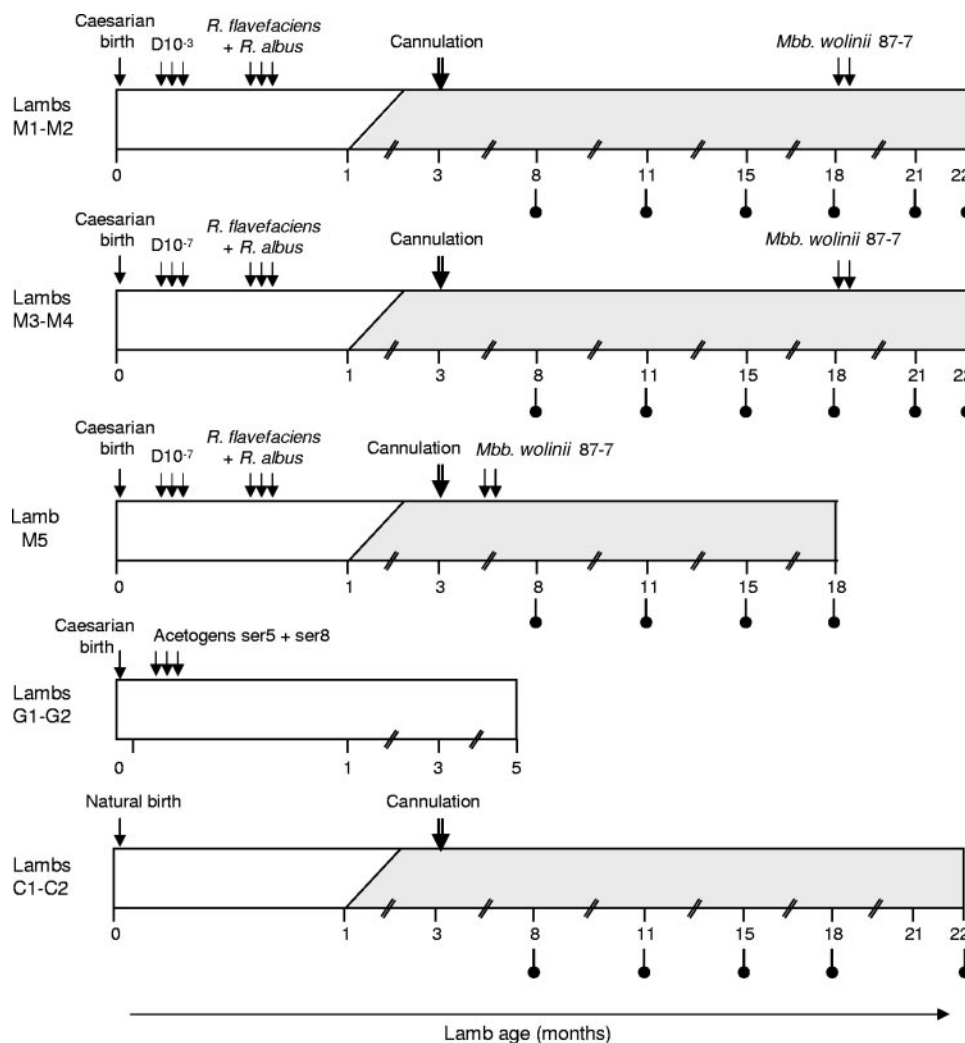 Caesarian
birth
D10-3
R. flavefaciens
+ R. albus
Cannulation
Mbb. wolinii 87-7
Lambs
M1-M2
0 1 3 8 11 15 18 21 22
Caesarian
birth
D10-7
R. flavefaciens
+ R. albus
Cannulation
Mbb. wolinii 87-7
Lambs
M3-M4
0 1 3 8 11 15 18 21 22
Caesarian
birth
D10-7
R. flavefaciens
+ R. albus
Cannulation
Mbb. wolinii 87-7
Lamb
M5
0 1 3 8 11 15 18
Caesarian
birth
Acetogens ser5 + ser8
Lambs
G1-G2
0 1 3 5
Natural birth
Cannulation
Lambs
C1-C2
0 1 3 8 11 15 18 21 22
Lamb age (months)